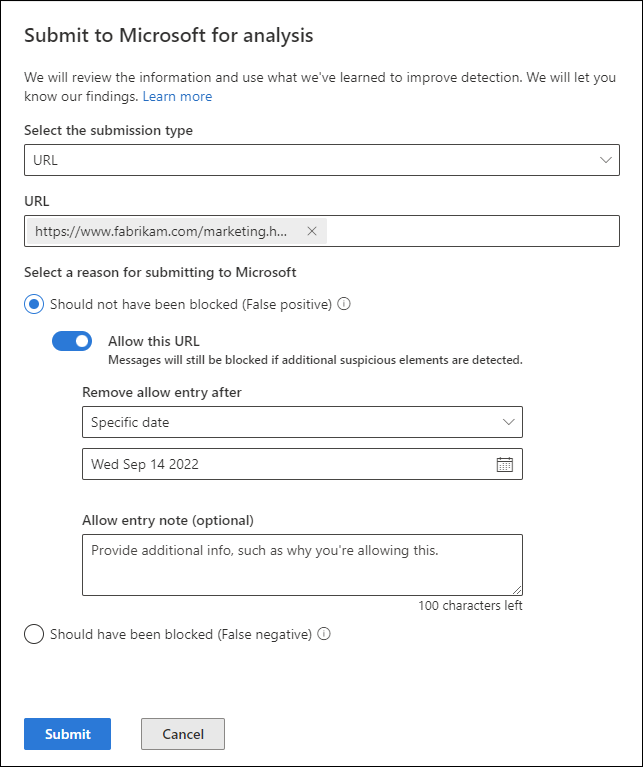 Submit to Microsoft for analysis
We will review the information and use what we've learned to improve detection. We will let you
know our findings. Learn more
Select the submission type
URL
URL
https://www.fabrikam.com/marketing.h...
Select a reason for submitting to Microsoft
Should not have been blocked (False positive)
Allow this URL
Messages will still be blocked if additional suspicious elements are detected.
Remove allow entry after
Specific date
Wed Sep 14 2022
Allow entry note (optional)
Provide additional info, such as why you're allowing this.
100 characters left
Should have been blocked (False negative)
Submit
Cancel